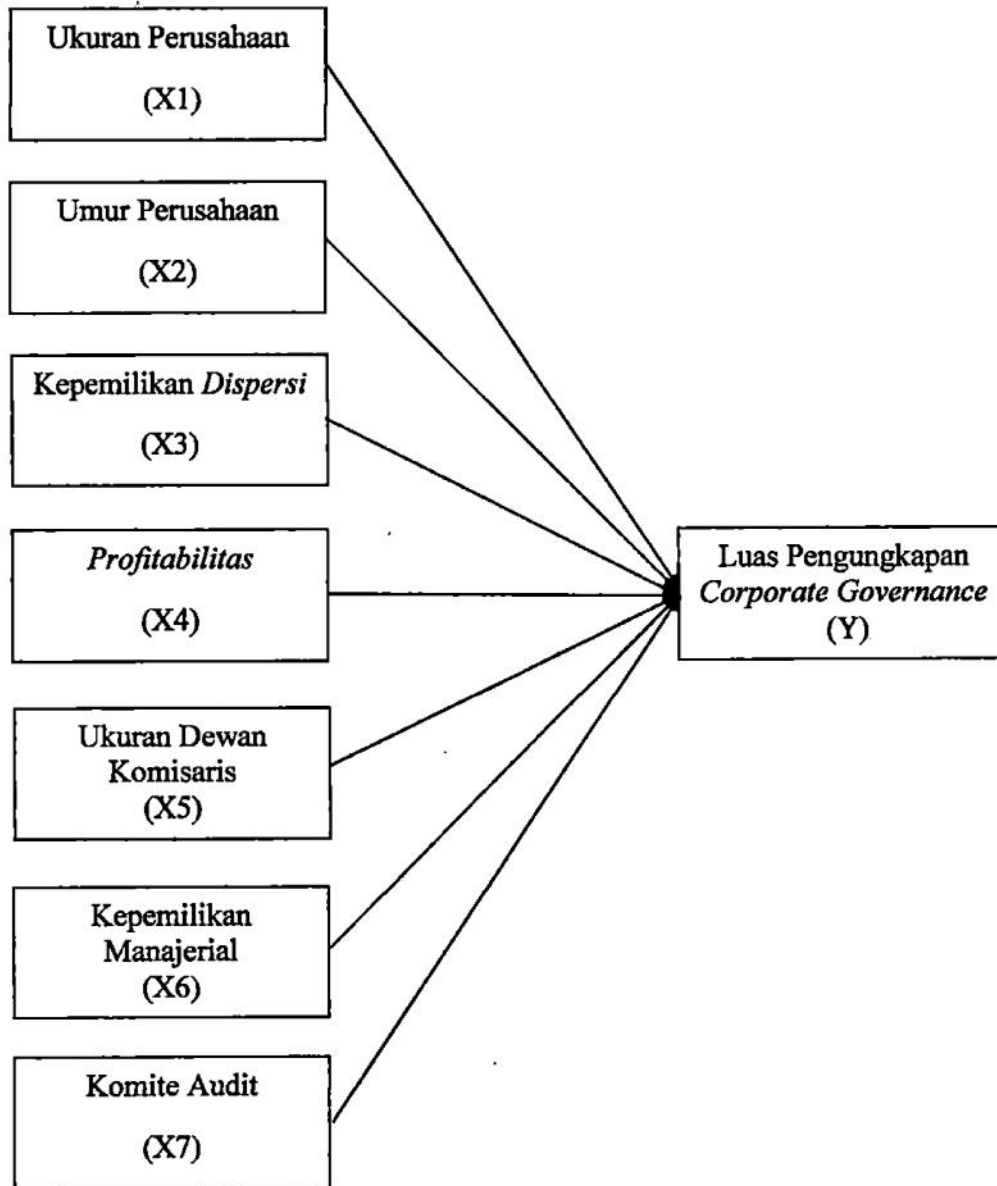 Ukuran Perusahaan
(X1)
Umur Perusahaan
(X2)
Kepemilikan Dispersi
(X3)
Profitabilitas
(X4)
Ukuran Dewan
Komisaris
(X5)
Kepemilikan
Manajerial
(X6)
Komite Audit
(X7)
Luas Pengungkapan
Corporate Governance
(Y)